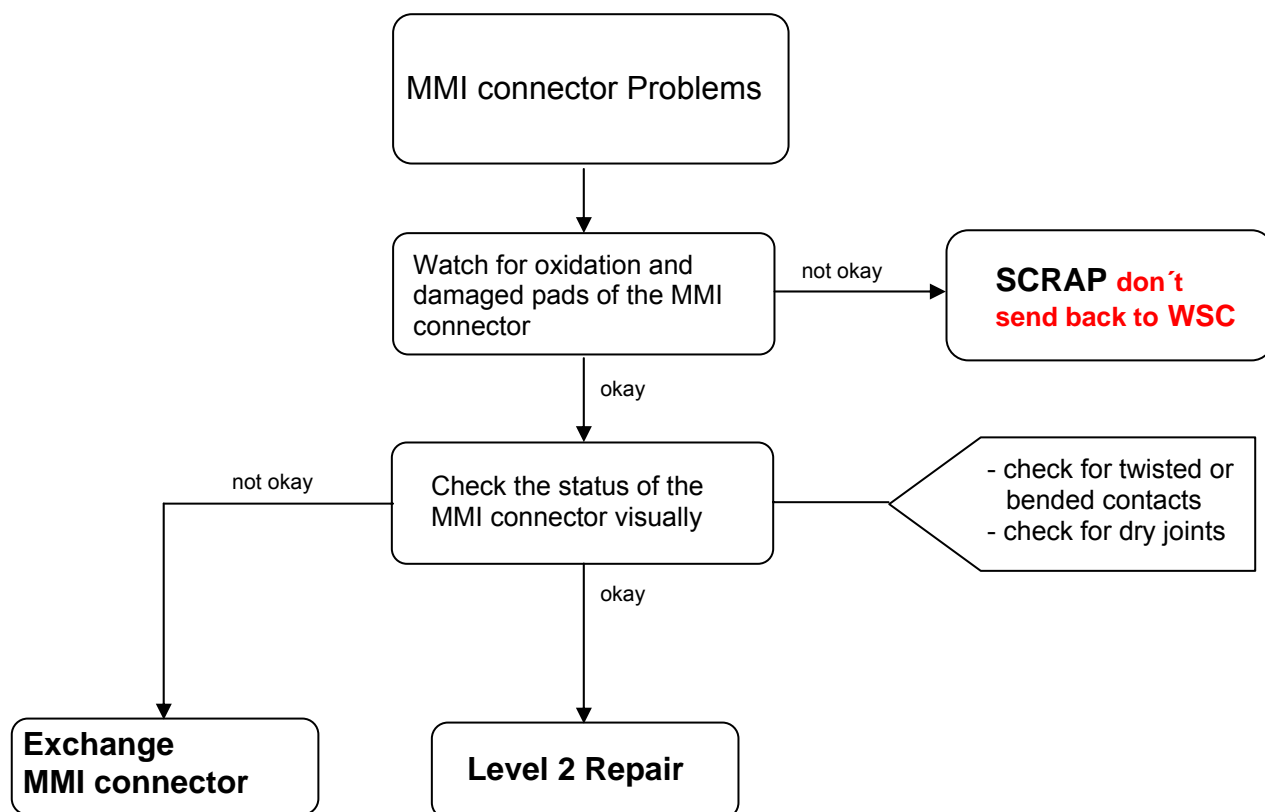 MMI connector Problems
Watch for oxidation and
damaged pads of the MMI
connector
not okay
SCRAP don´t
send back to WSC
okay
not okay
Check the status of the
MMI connector visually
- check for twisted or
bended contacts
- check for dry joints
okay
Exchange
MMI connector
Level 2 Repair